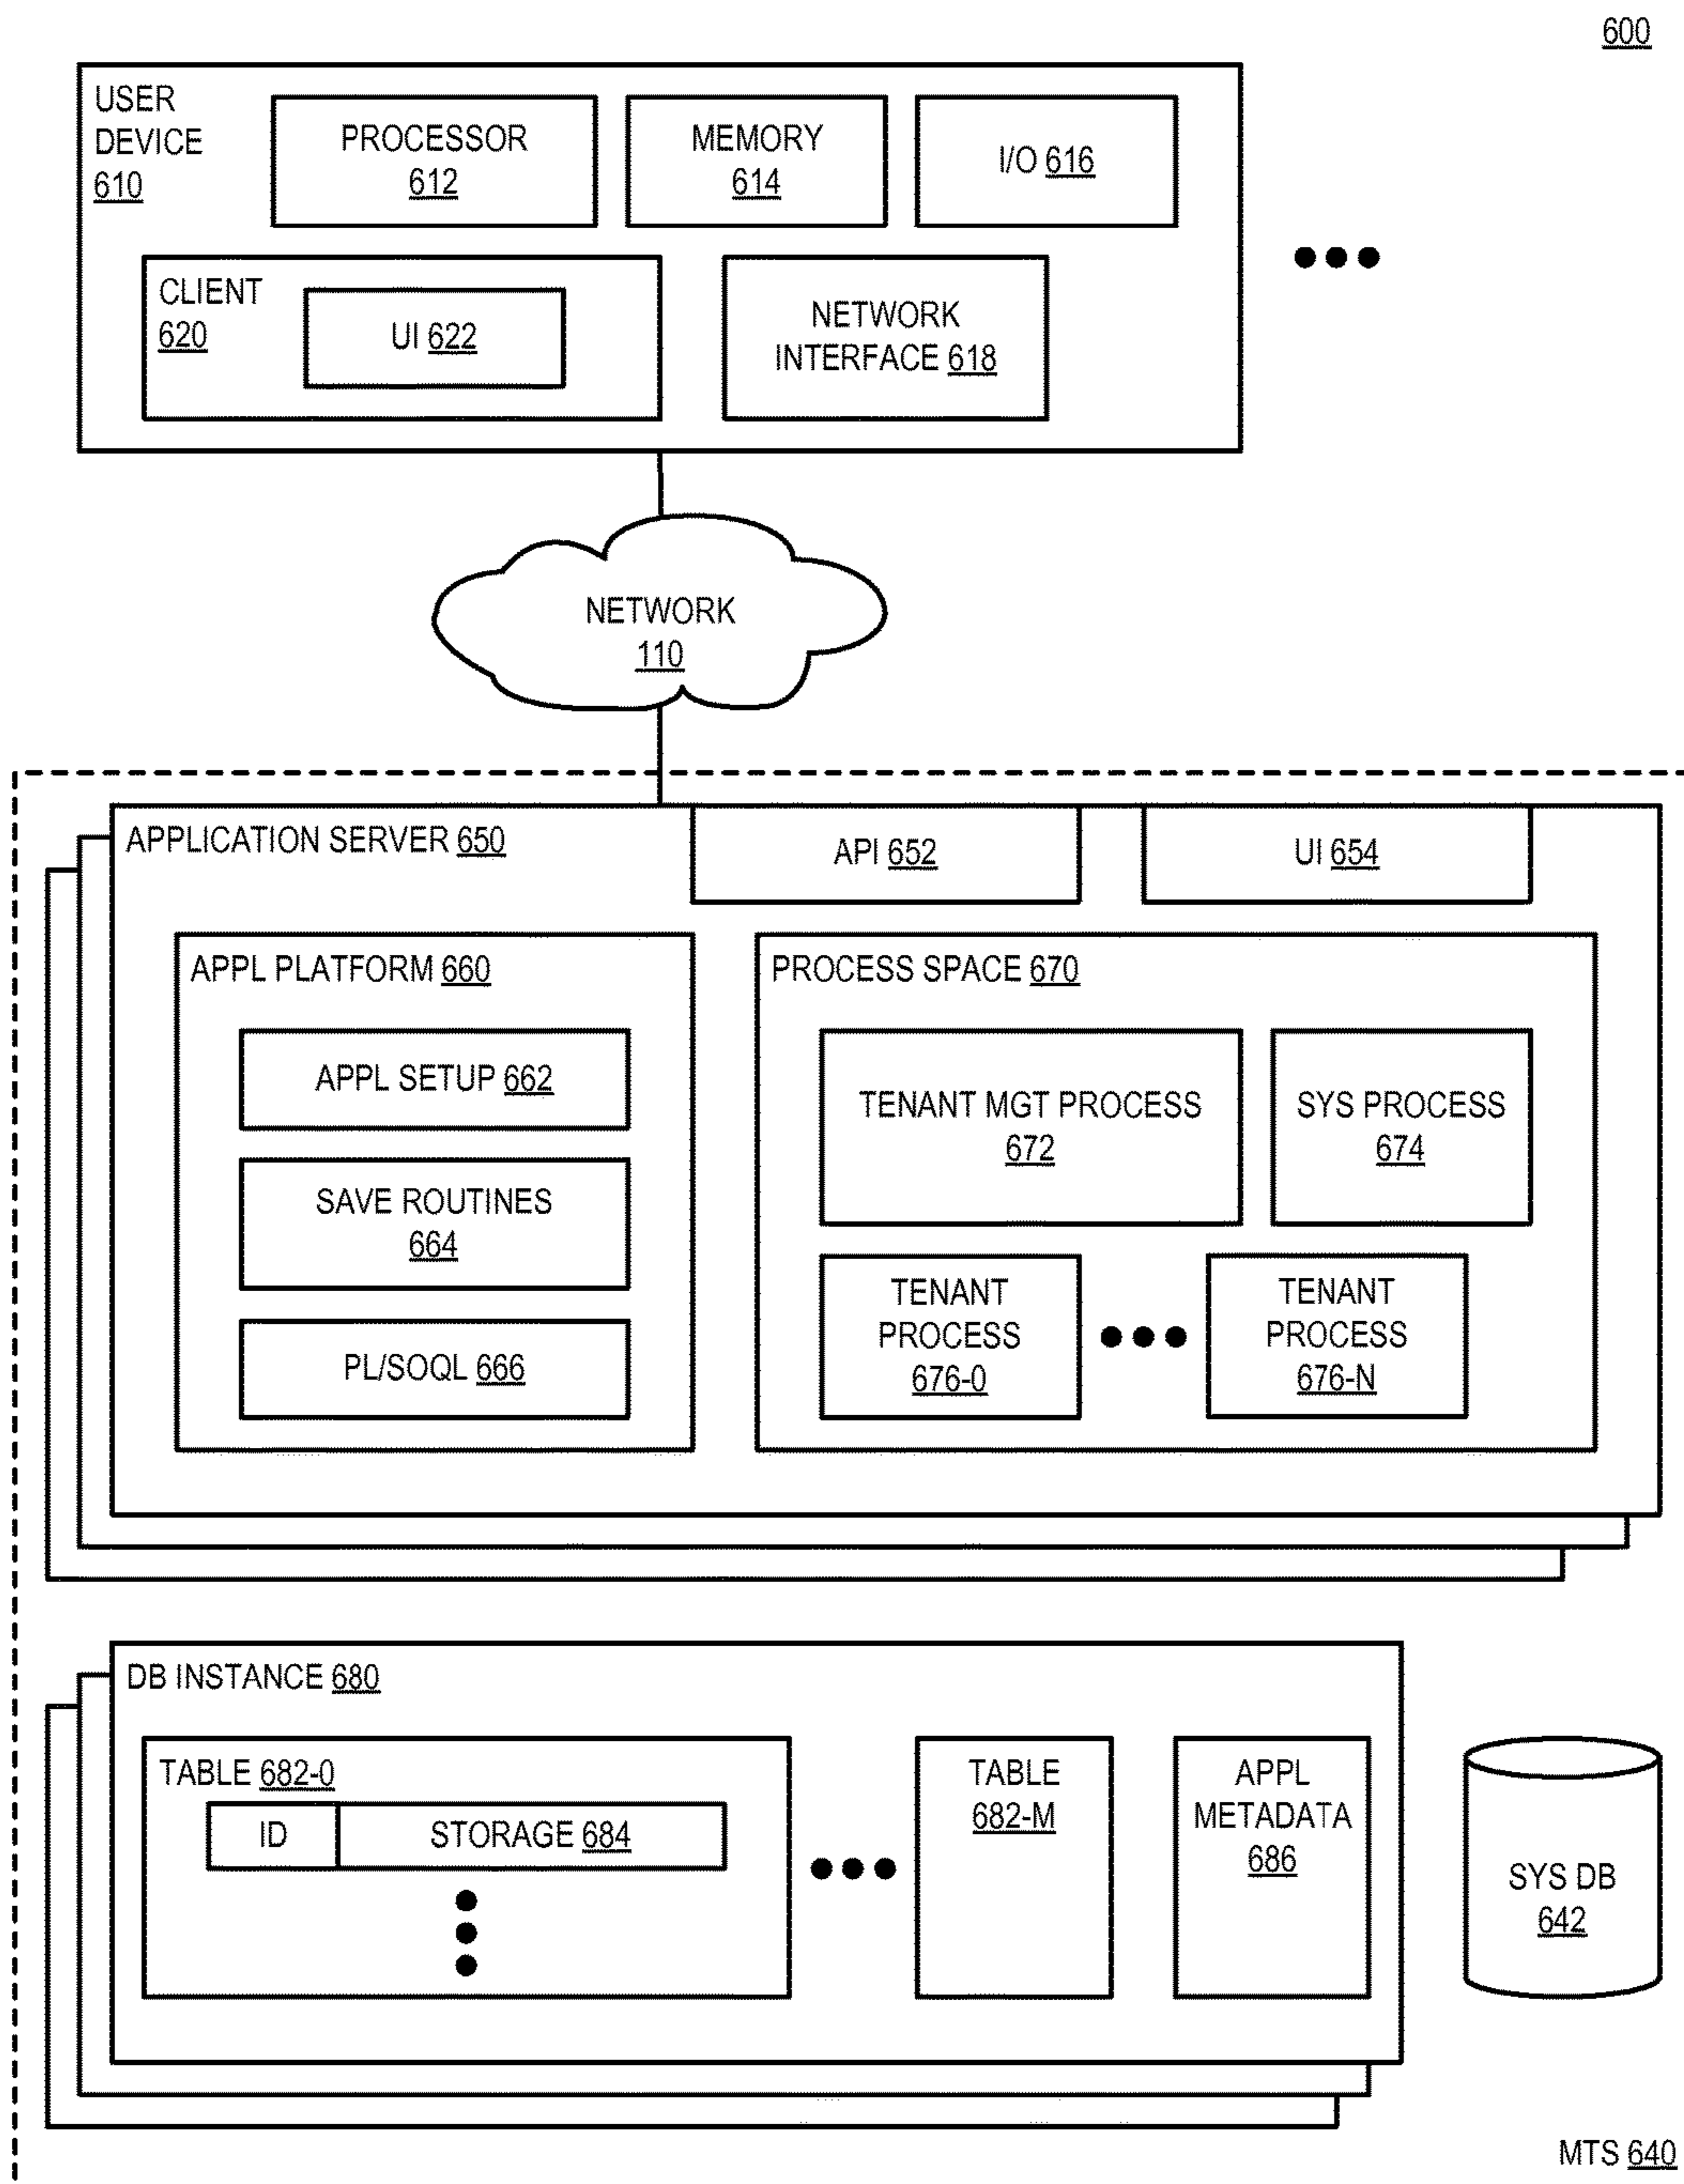 600
USER
DEVICE
610
PROCESSOR
612
MEMORY
614
I/O 616
CLIENT
620
UI 622
NETWORK
INTERFACE 618
NETWORK
110
APPLICATION SERVER 650
API 652
UI 654
APPL PLATFORM 660
APPL SETUP 662
SAVE ROUTINES
664
PL/SOQL 666
PROCESS SPACE 670
TENANT MGT PROCESS
672
SYS PROCESS
674
TENANT
PROCESS
676-0
TENANT
PROCESS
676-N
DB INSTANCE 680
TABLE 682-0
ID
STORAGE 684
TABLE
682-M
APPL
METADATA
686
SYS DB
642
MTS 640